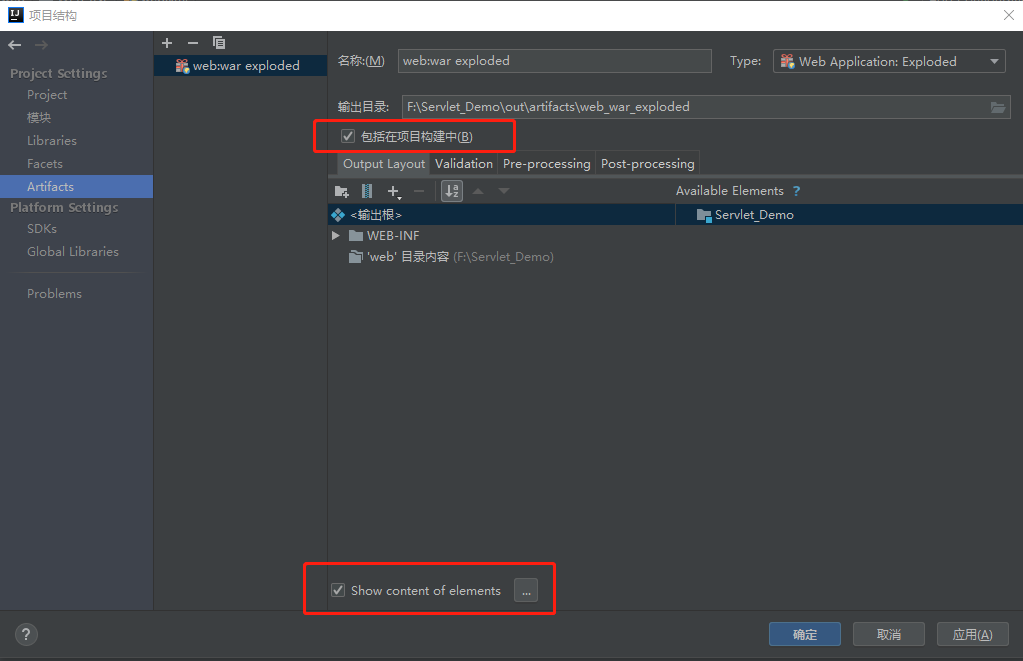 项目结构
Project Settings
Project
模块
Libraries
Facets
Artifacts
Platform Settings
SDKs
Global Libraries
Problems
web:war exploded
名称:(M) web:war exploded Type: Web Application: Exploded
输出目录: F:\Servlet_Demo\out\artifacts\web_war_exploded
包括在项目构建中(B)
Output Layout Validation Pre-processing Post-processing
Available Elements ?
<输出根> Servlet_Demo
WEB-INF
'web' 目录内容 (F:\Servlet_Demo)
Show content of elements ...
? 确定 取消 应用(A)